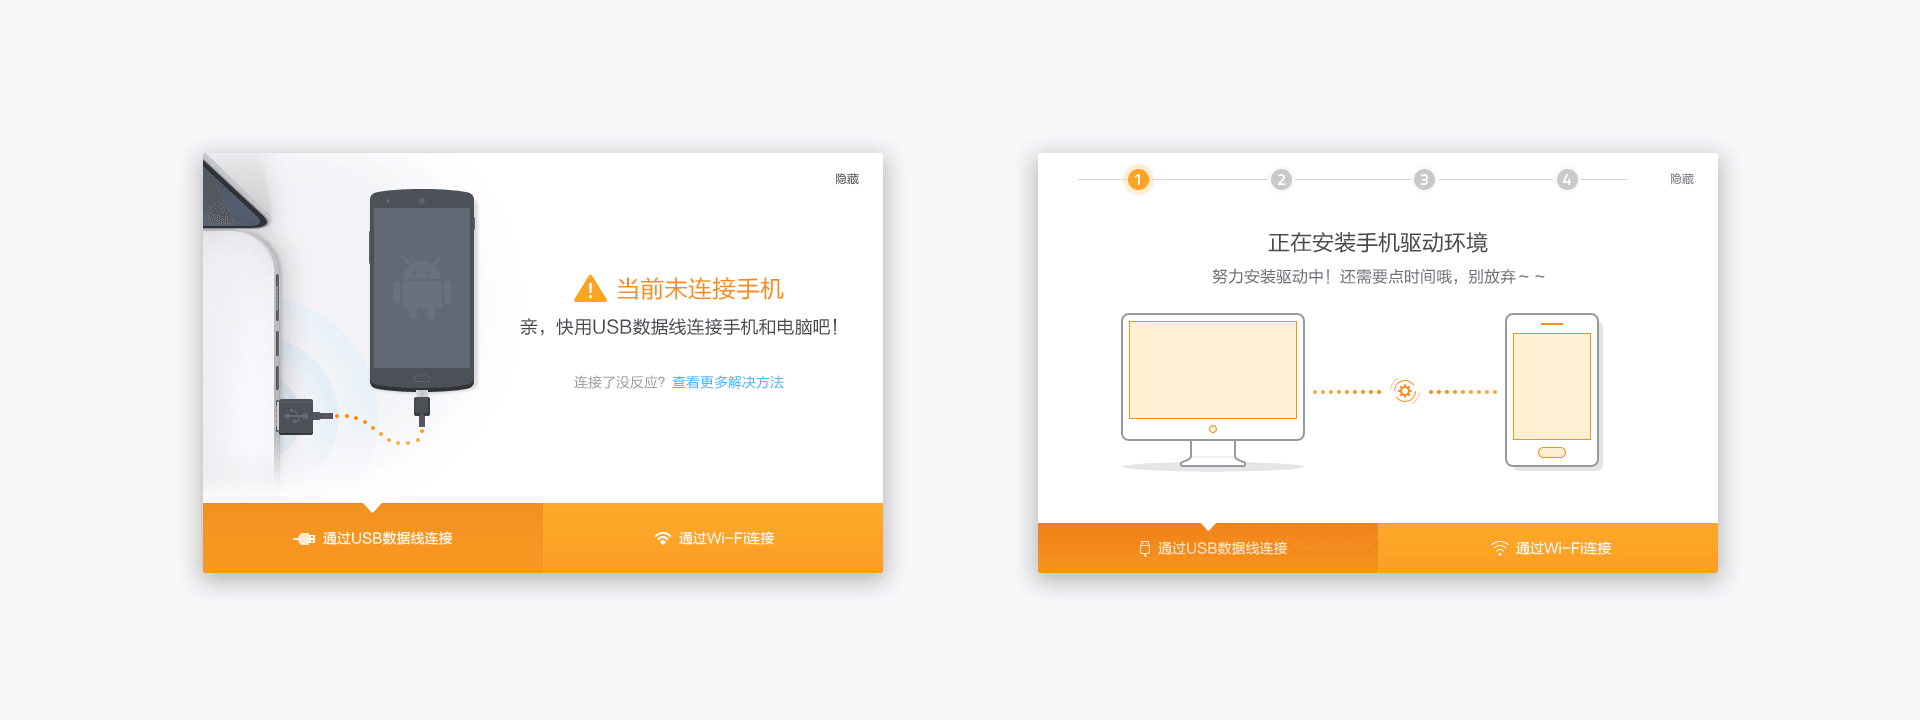 隐藏
当前未连接手机
亲，快用USB数据线连接手机和电脑吧！
连接了没反应？查看更多解决方法
通过USB数据线连接
通过Wi-Fi连接
1 2 3 4
隐藏
正在安装手机驱动环境
努力安装驱动中！还需要点时间哦，别放弃~ ~
通过USB数据线连接
通过Wi-Fi连接